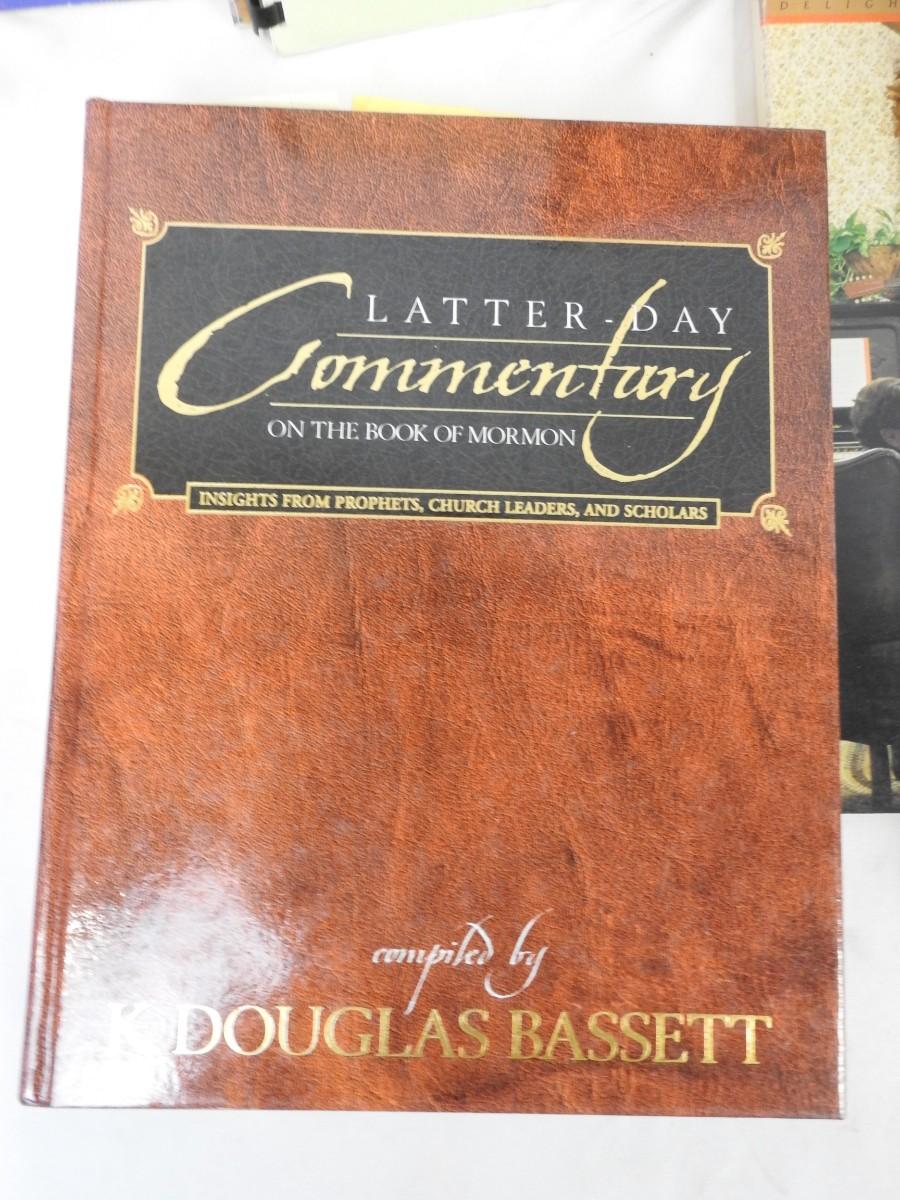 DELIGH
LATTER-DAY
Commentary
ON THE BOOK OF MORMON
INSIGHTS FROM PROPHETS, CHURCH LEADERS, AND SCHOLARS
compiled by
K. DOUGLAS BASSETT